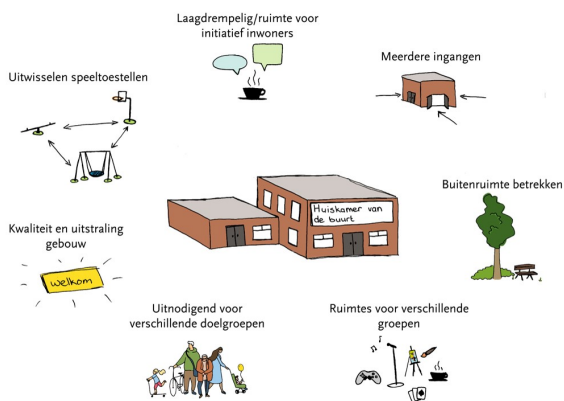 Laagdrempelig/ruimte voor
initiatief inwoners
Meerdere ingangen
Uitwisselen speeltoestellen
Buitenruimte betrekken
Huiskamer van
de buurt
Kwaliteit en uitstraling
gebouw
welkom
Uitnodigend voor
verschillende doelgroepen
Ruimtes voor verschillende
groepen